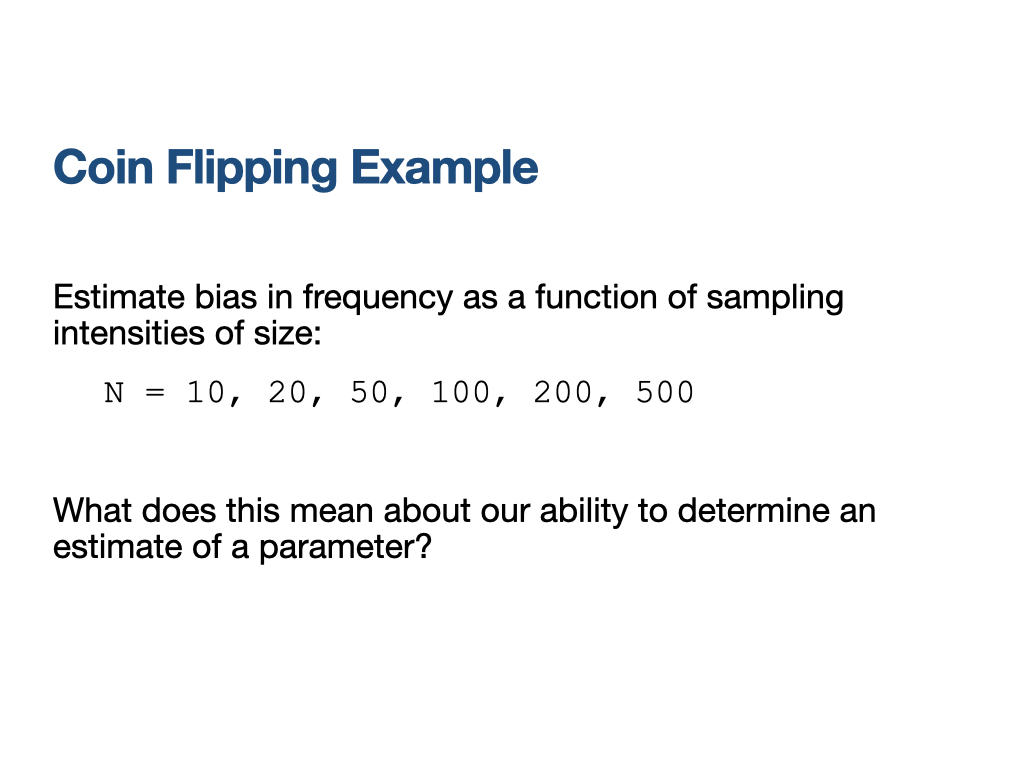 Coin Flipping Example
Estimate bias in frequency as a function of sampling
intensities of size:
N = 10, 20, 50, 100, 200, 500
What does this mean about our ability to determine an
estimate of a parameter?